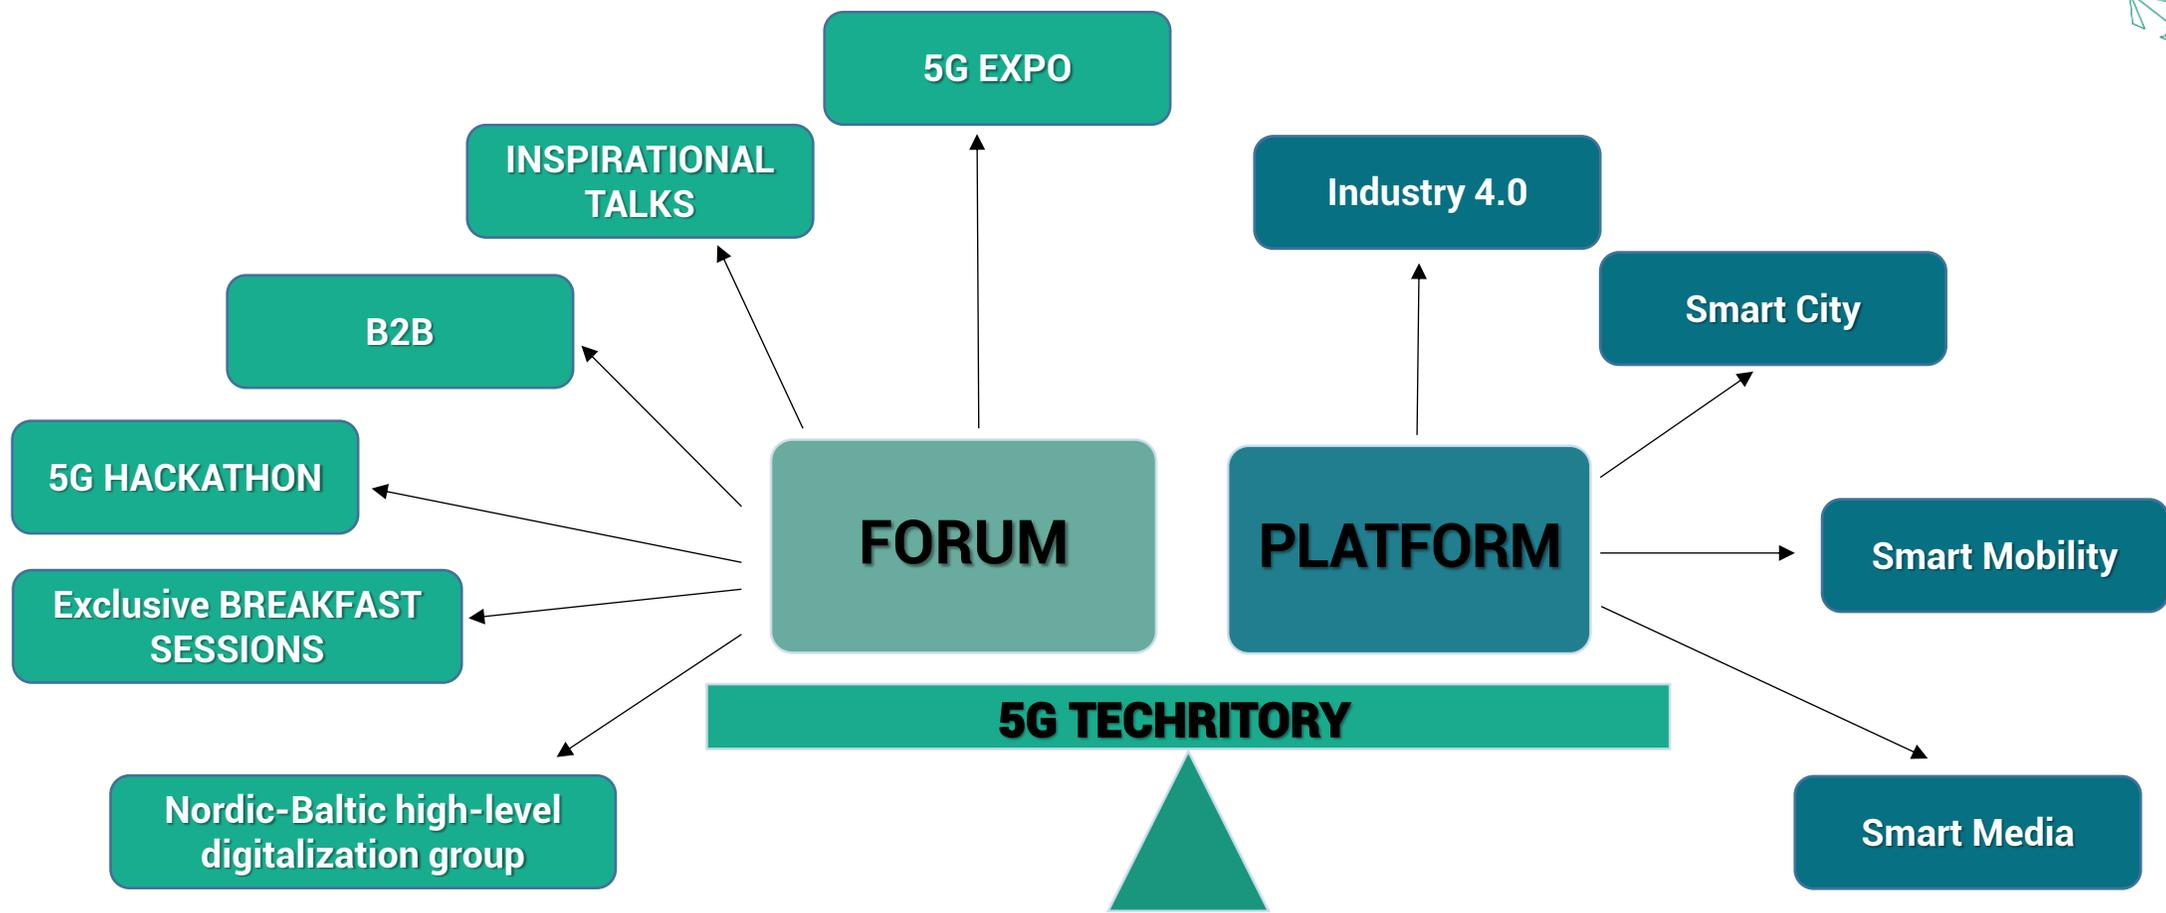 5G EXPO
INSPIRATIONAL
TALKS
Industry 4.0
Smart City
B2B
5G HACKATHON
FORUM
PLATFORM
Smart Mobility
Exclusive BREAKFAST
SESSIONS
5G TECHRITORY
Nordic-Baltic high-level
digitalization group
Smart Media